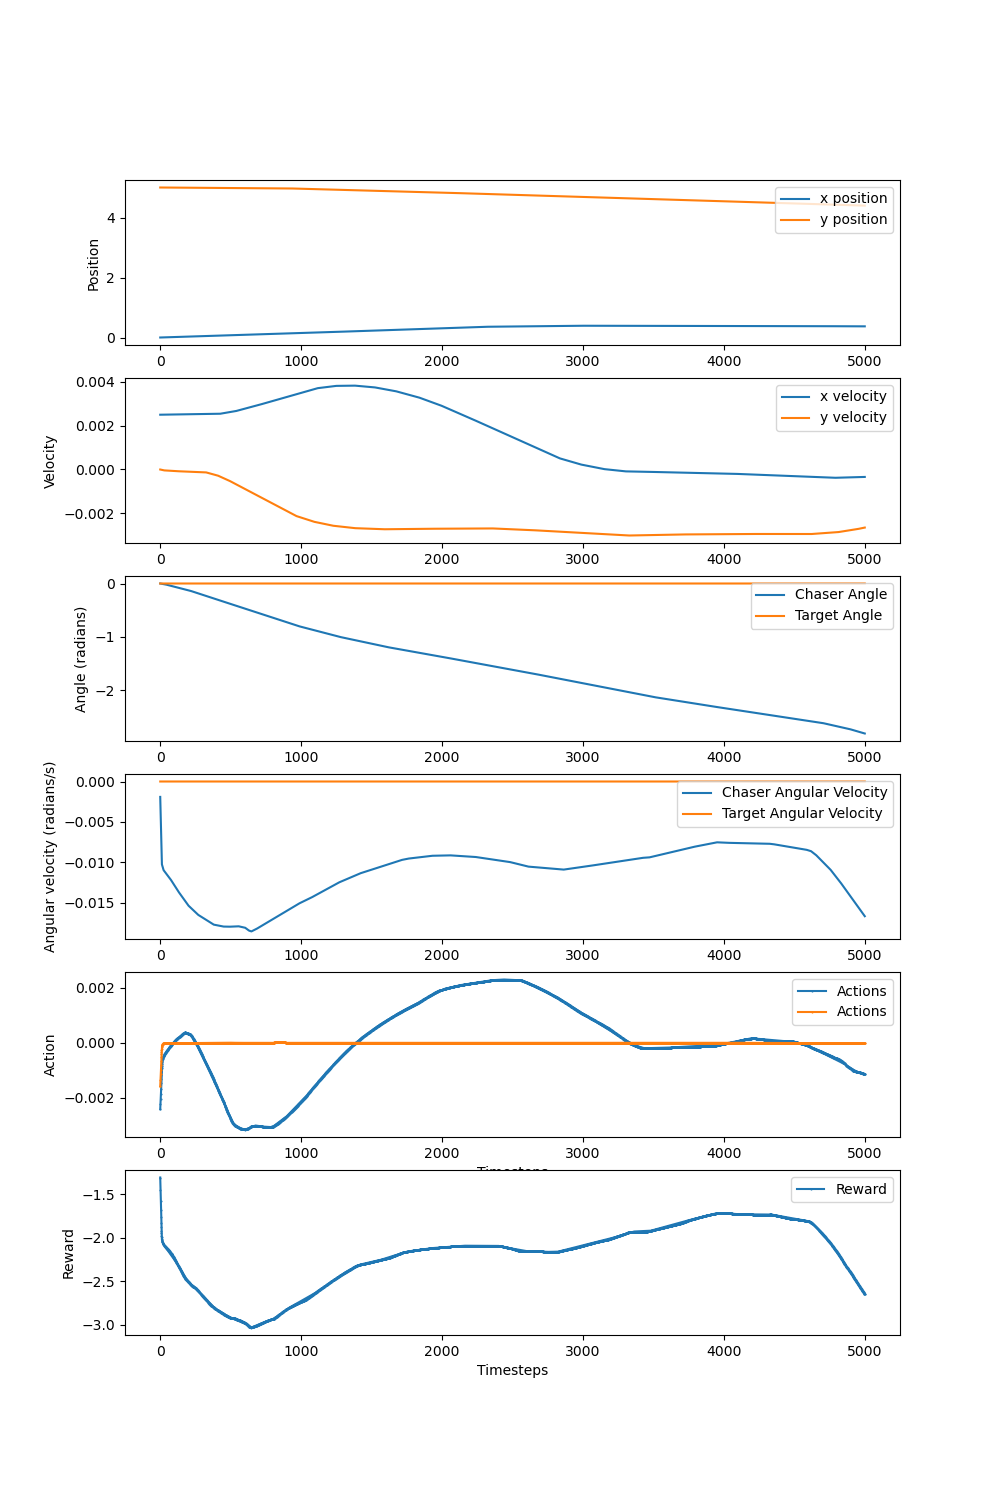 Position
4
2
0
x position
y position
0 1000 2000 3000 4000 5000
Velocity
0.004
0.002
0.000
−0.002
x velocity
y velocity
0 1000 2000 3000 4000 5000
Angle (radians)
0
−1
−2
Chaser Angle
Target Angle
0 1000 2000 3000 4000 5000
Angular velocity (radians/s)
0.000
−0.005
−0.010
−0.015
Chaser Angular Velocity
Target Angular Velocity
0 1000 2000 3000 4000 5000
Action
0.002
0.000
−0.002
Actions
Actions
0 1000 2000 3000 4000 5000
Timesteps
Reward
−1.5
−2.0
−2.5
−3.0
Reward
0 1000 2000 3000 4000 5000
Timesteps